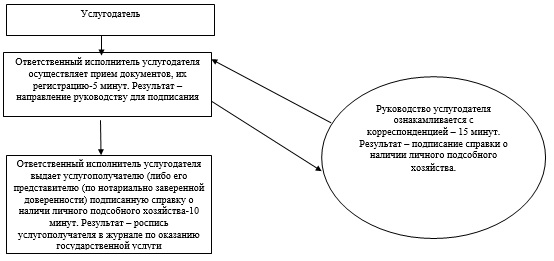 Услугодатель
Ответственный исполнитель услугодателя
осуществляет прием документов, их
регистрацию-5 минут. Результат –
направление руководству для подписания
Руководство услугодателя
ознакамливается с
корреспонденцией – 15 минут.
Результат – подписание справки о
наличии личного подсобного
хозяйства.
Ответственный исполнитель услугодателя
выдает услугополучателю (либо его
представителю (по нотариально заверенной
доверенности) подписанную справку о
наличи личного подсобного хозяйства-10
минут. Результат – роспись
услугополучателя в журнале по оказанию
государственной услуги